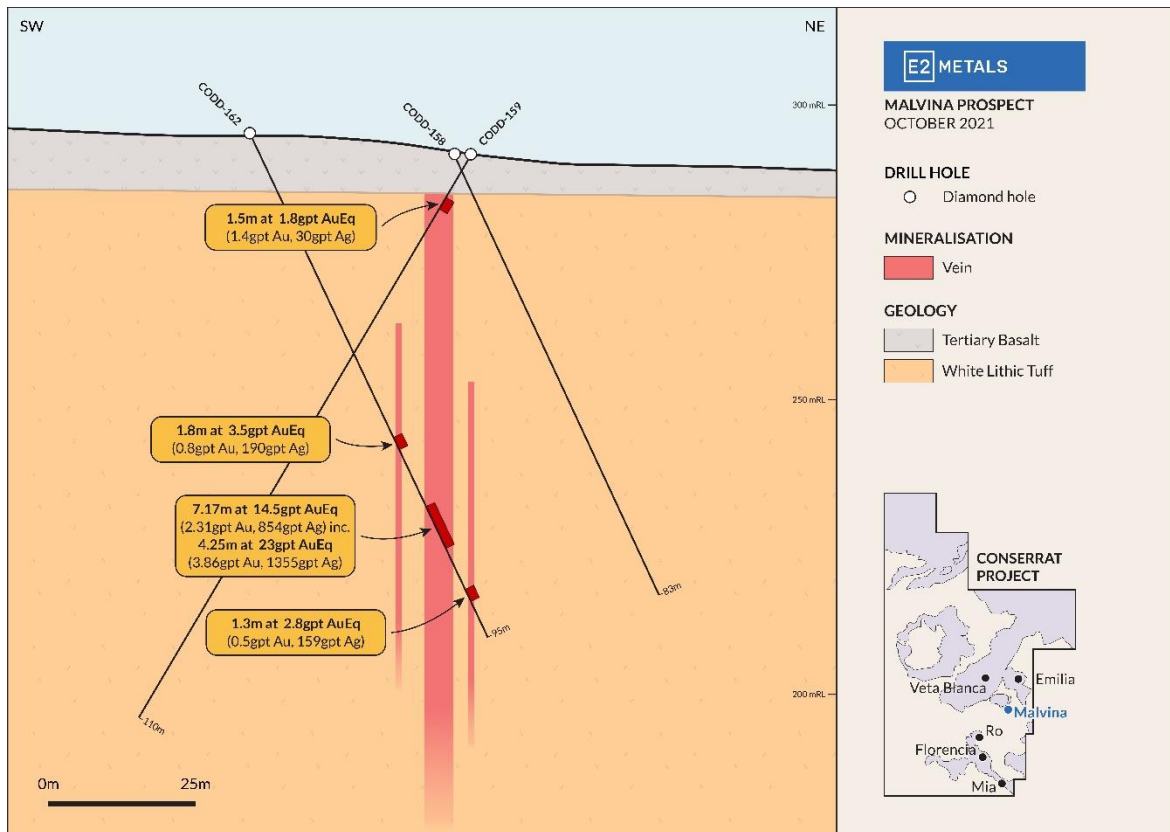 SW
NE
CODD-162
CODD-158
CODD-159
300 mRL
250 mRL
200 mRL
1.5m at 1.8gpt AuEq
(1.4gpt Au, 30gpt Ag)
1.8m at 3.5gpt AuEq
(0.8gpt Au, 190gpt Ag)
7.17m at 14.5gpt AuEq
(2.31gpt Au, 854gpt Ag) inc.
4.25m at 23gpt AuEq
(3.86gpt Au, 1355gpt Ag)
1.3m at 2.8gpt AuEq
(0.5gpt Au, 159gpt Ag)
83m
95m
110m
0m
25m
E2 METALS
MALVINA PROSPECT
OCTOBER 2021
DRILL HOLE
Diamond hole
MINERALISATION
Vein
GEOLOGY
Tertiary Basalt
White Lithic Tuff
CONSERRAT
PROJECT
Veta Blanca
Emilia
Malvina
Ro
Florencia
Mia